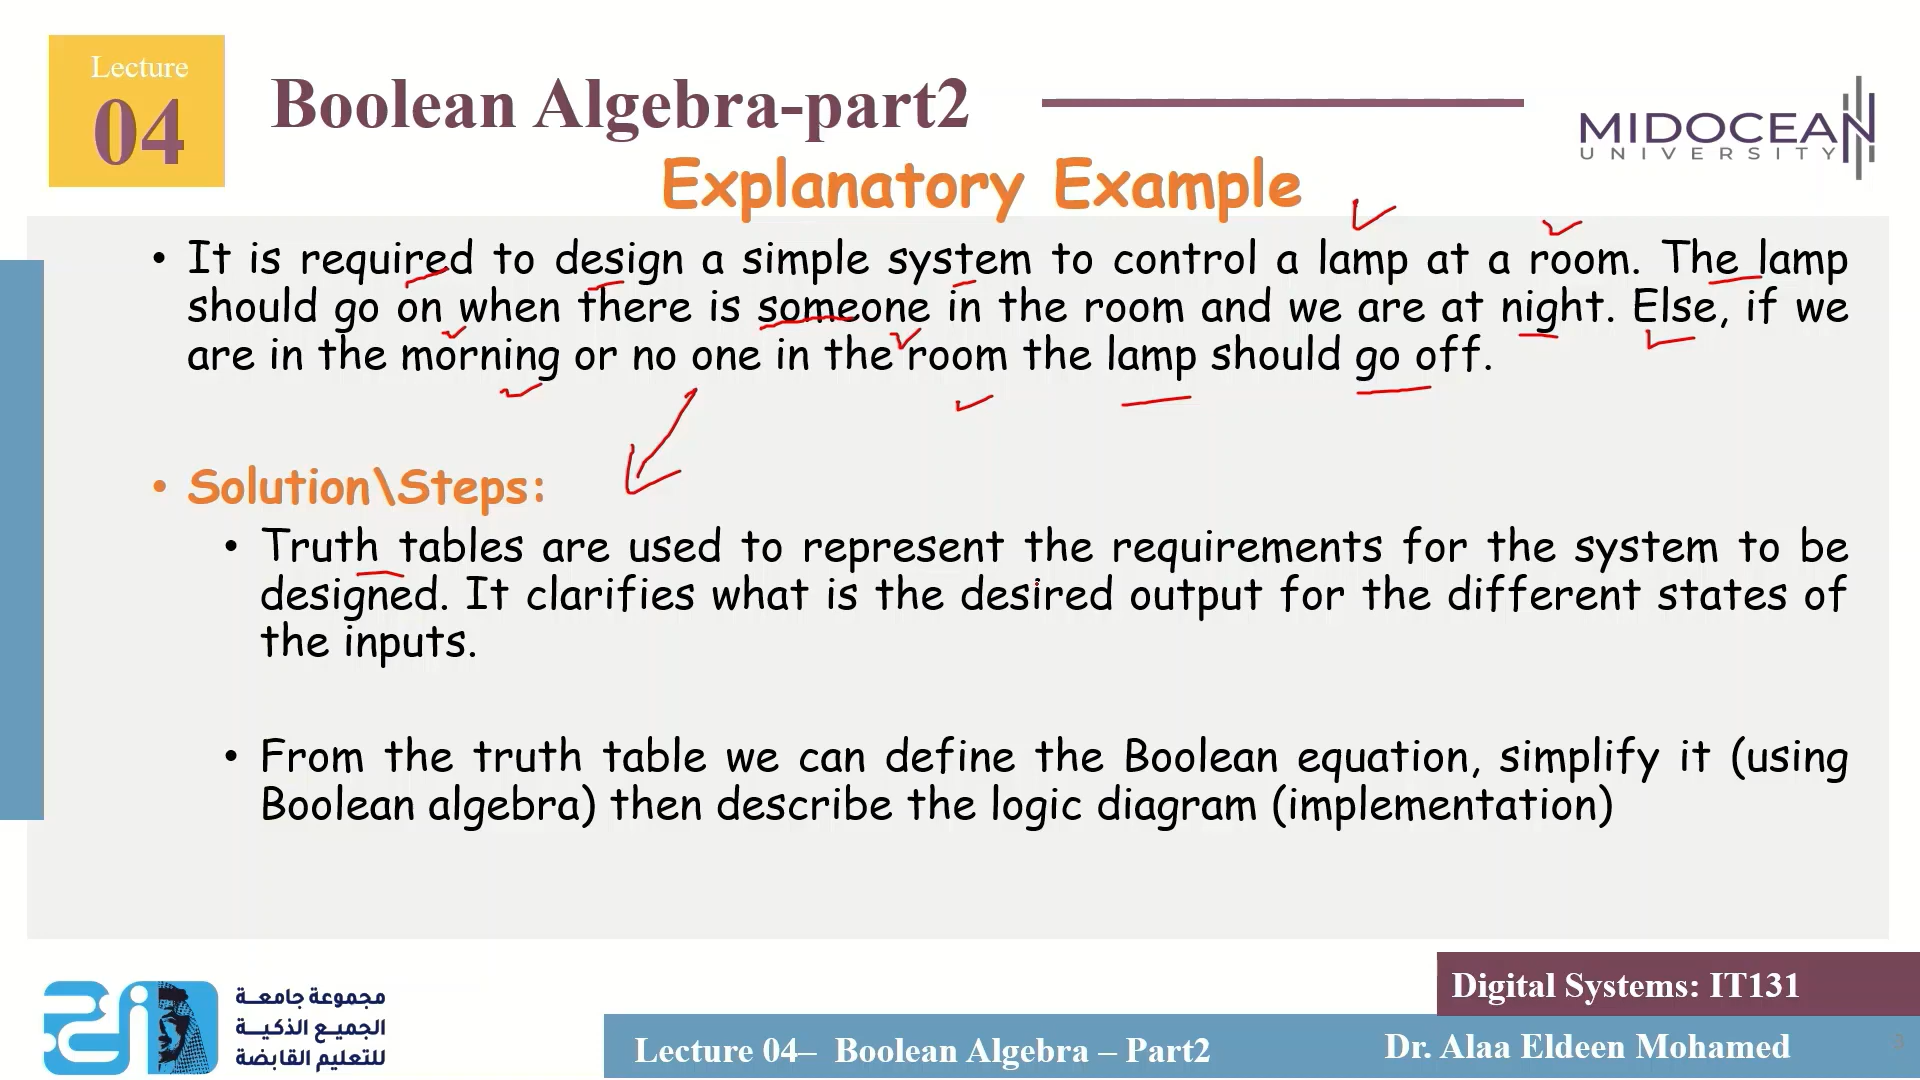 Lecture
04
Boolean Algebra-part2
MIDOCEAN
UNIVERSITY
Explanatory Example
• It is required to design a simple system to control a lamp at a room. The lamp
should go on when there is someone in the room and we are at night. Else, if we
are in the morning or no one in the room the lamp should go off.
• Solution\Steps:
• Truth tables are used to represent the requirements for the system to be
designed. It clarifies what is the desired output for the different states of
the inputs.
• From the truth table we can define the Boolean equation, simplify it (using
Boolean algebra) then describe the logic diagram (implementation)
مجموعة جامعة
الجميع الذكية
للتعليم القابضة
Digital Systems: IT131
Lecture 04– Boolean Algebra – Part2
Dr. Alaa Eldeen Mohamed
3